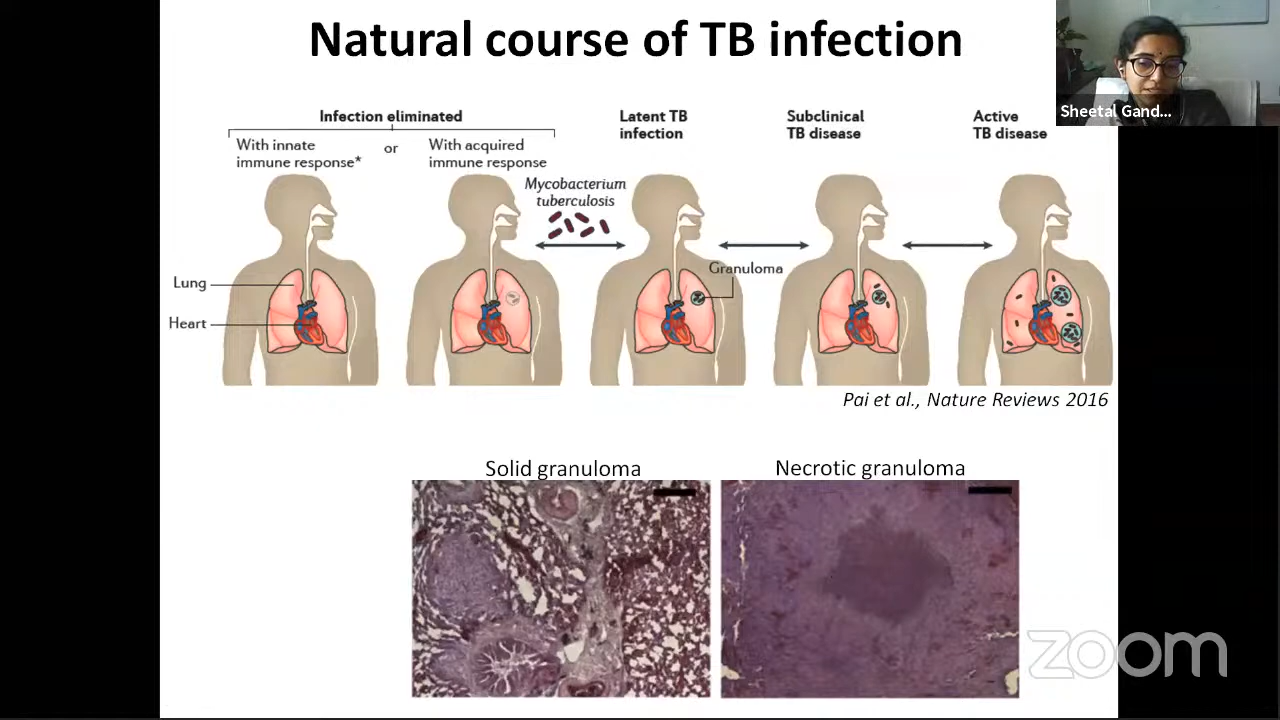 Natural course of TB infection
Sheetal Gand...
Infection eliminated
With innate
immune response*
or
With acquired
immune response
Mycobacterium
tuberculosis
Latent TB
infection
Subclinical
TB disease
Active
TB disease
Granuloma
Lung
Heart
Pai et al., Nature Reviews 2016
Solid granuloma
Necrotic granuloma
zoom